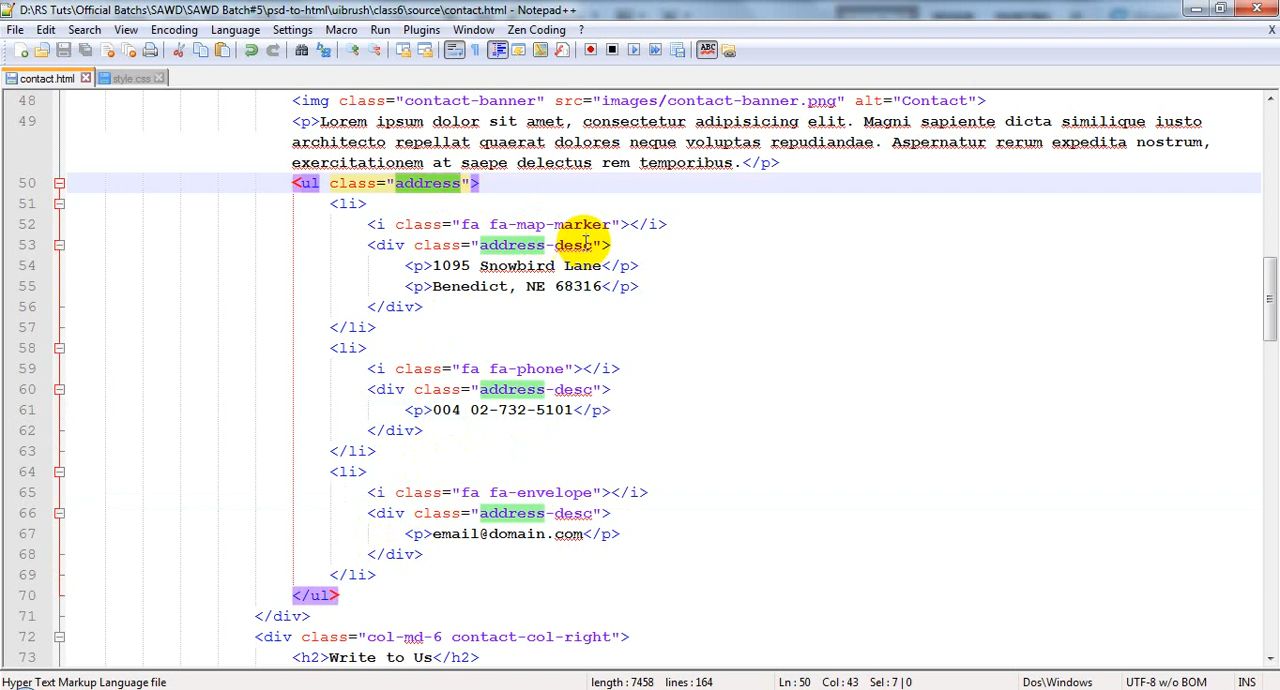 D:\RS Tuts\Official Batchs\SAWD\SAWD Batch#5\psd-to-html\uibrush\class6\source\contact.html - Notepad++
File Edit Search View Encoding Language Settings Macro Run Plugins Window Zen Coding ? X
contact.html style.css
48 <img class="contact-banner" src="images/contact-banner.png" alt="Contact">
49 <p>Lorem ipsum dolor sit amet, consectetur adipisicing elit. Magni sapiente dicta similique iusto
architecto repellat quaerat dolores neque voluptas repudiandae. Aspernatur rerum expedita nostrum,
exercitationem at saepe delectus rem temporibus.</p>
50 <ul class="address">
51 <li>
52 <i class="fa fa-map-marker"></i>
53 <div class="address-desc">
54 <p>1095 Snowbird Lane</p>
55 <p>Benedict, NE 68316</p>
56 </div>
57 </li>
58 <li>
59 <i class="fa fa-phone"></i>
60 <div class="address-desc">
61 <p>004 02-732-5101</p>
62 </div>
63 </li>
64 <li>
65 <i class="fa fa-envelope"></i>
66 <div class="address-desc">
67 <p>email@domain.com</p>
68 </div>
69 </li>
70 </ul>
71 </div>
72 <div class="col-md-6 contact-col-right">
73 <h2>Write to Us</h2>
Hyper Text Markup Language file length : 7458 lines : 164 Ln : 50 Col : 43 Sel : 7 | 0 Dos\Windows UTF-8 w/o BOM INS